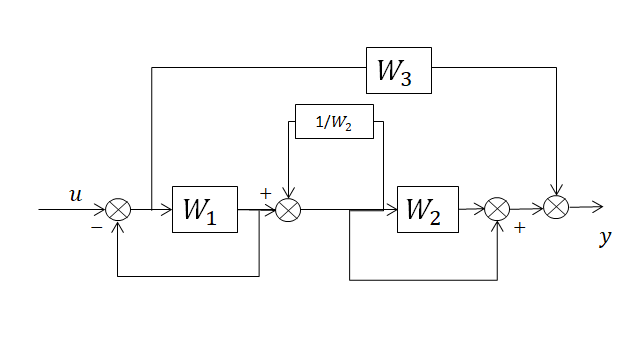 W₃
1/W₂
u
+
W₁
W₂
−
+
y